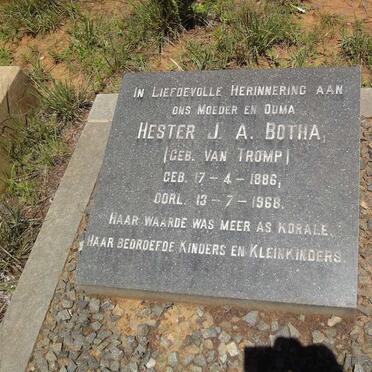 IN LIEFDEVOLLE HERINNERING AAN
ONS MOEDER EN OUMA
HESTER J. A. BOTHA,
(GEB. VAN TROMP)
GEB. 17-4-1886,
OORL. 13-7-1968.
HAAR WAARDE WAS MEER AS KORALE.
HAAR BEDROEFDE KINDERS EN KLEINKINDERS.